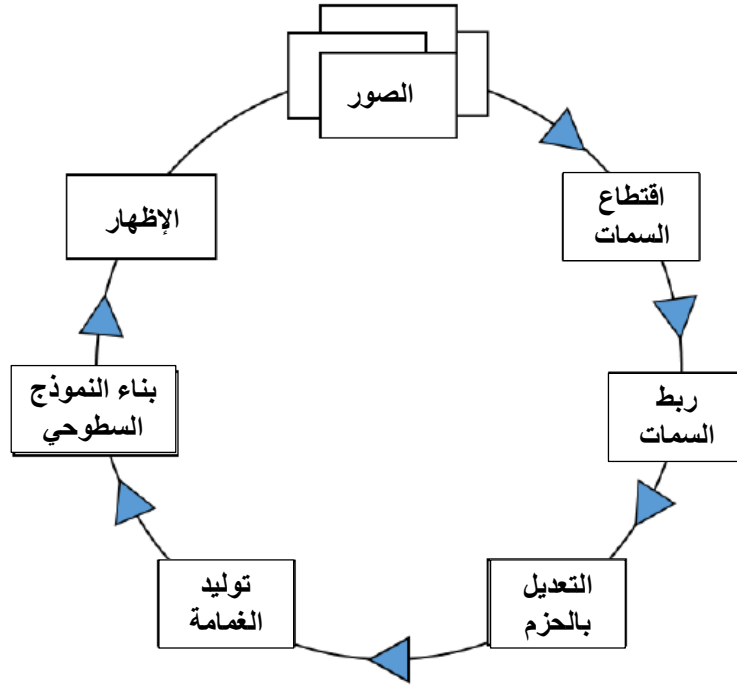 الصور
اقتطاع
السمات
ربط
السمات
التعديل
بالحزم
توليد
الغمامة
بناء النموذج
السطوحي
الإظهار